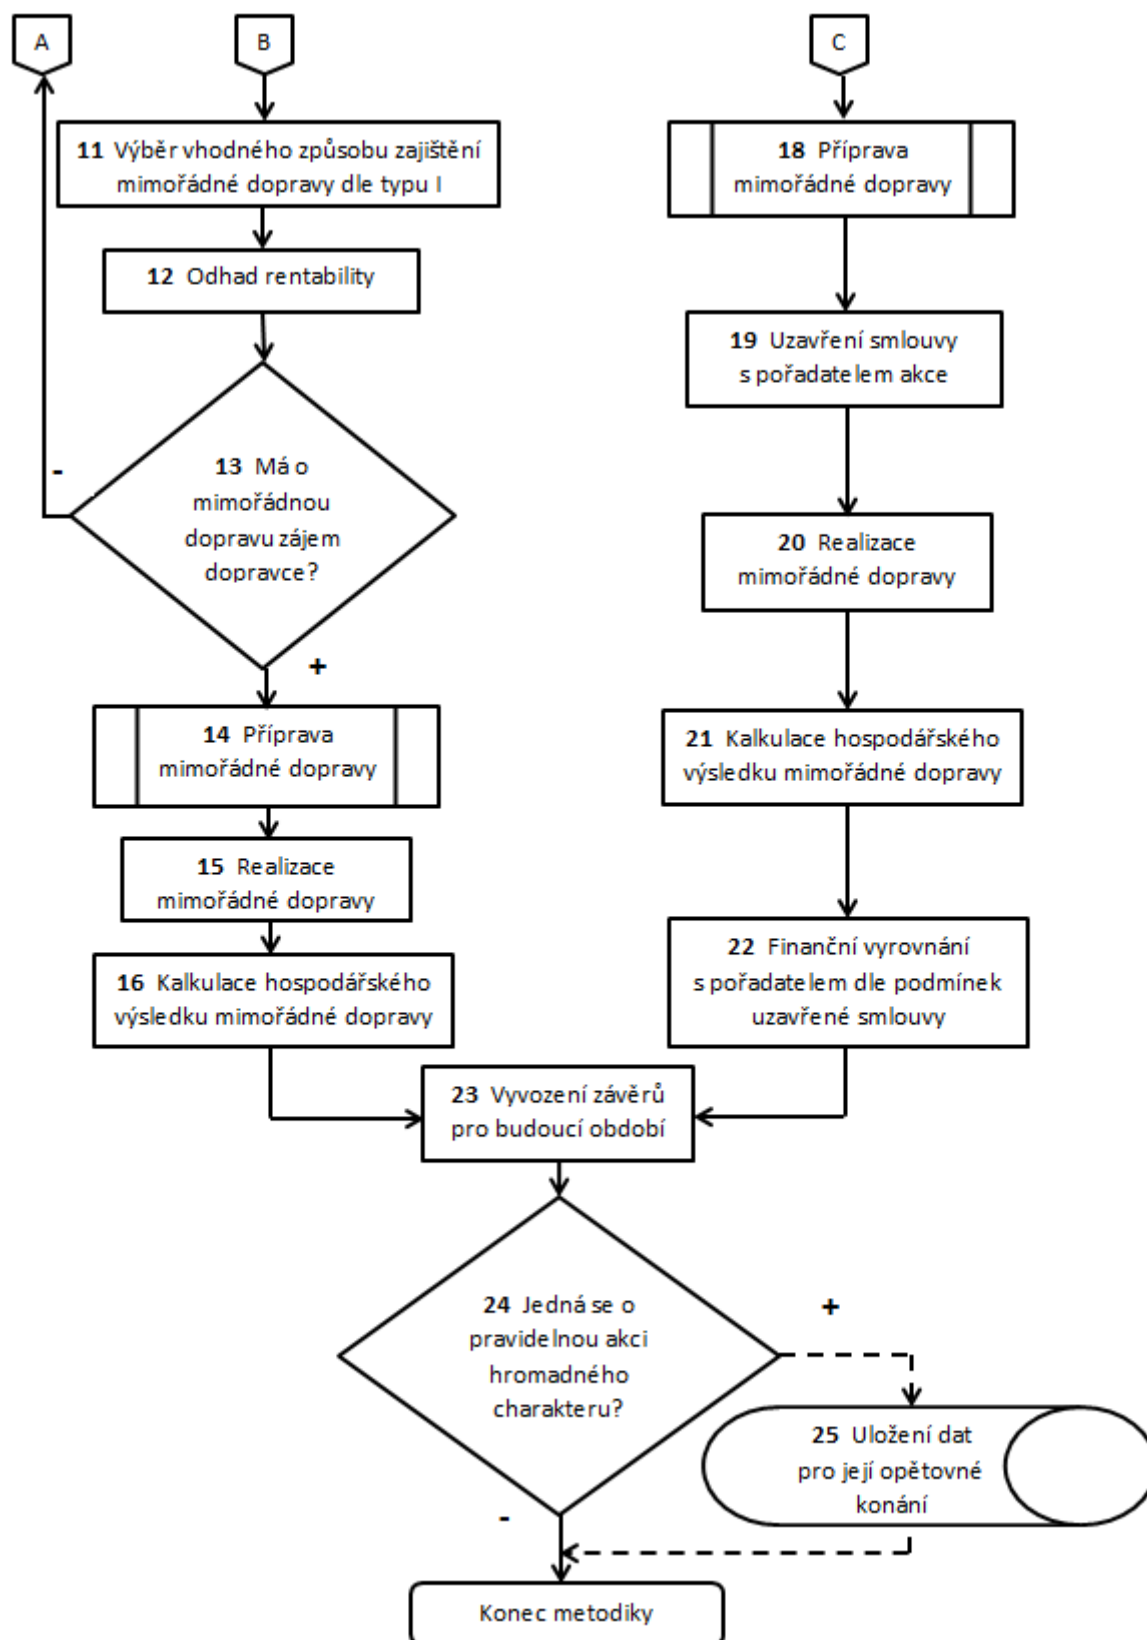 A
B
C
11 Výběr vhodného způsobu zajištění
mimořádné dopravy dle typu I
12 Odhad rentability
13 Má o
mimořádnou
dopravu zájem
dopravce?
-
+
14 Příprava
mimořádné dopravy
15 Realizace
mimořádné dopravy
16 Kalkulace hospodářského
výsledku mimořádné dopravy
18 Příprava
mimořádné dopravy
19 Uzavření smlouvy
s pořadatelem akce
20 Realizace
mimořádné dopravy
21 Kalkulace hospodářského
výsledku mimořádné dopravy
22 Finanční vyrovnání
s pořadatelem dle podmínek
uzavřené smlouvy
23 Vyvození závěrů
pro budoucí období
24 Jedná se o
pravidelnou akci
hromadného
charakteru?
+
25 Uložení dat
pro její opětovné
konání
-
Konec metodiky